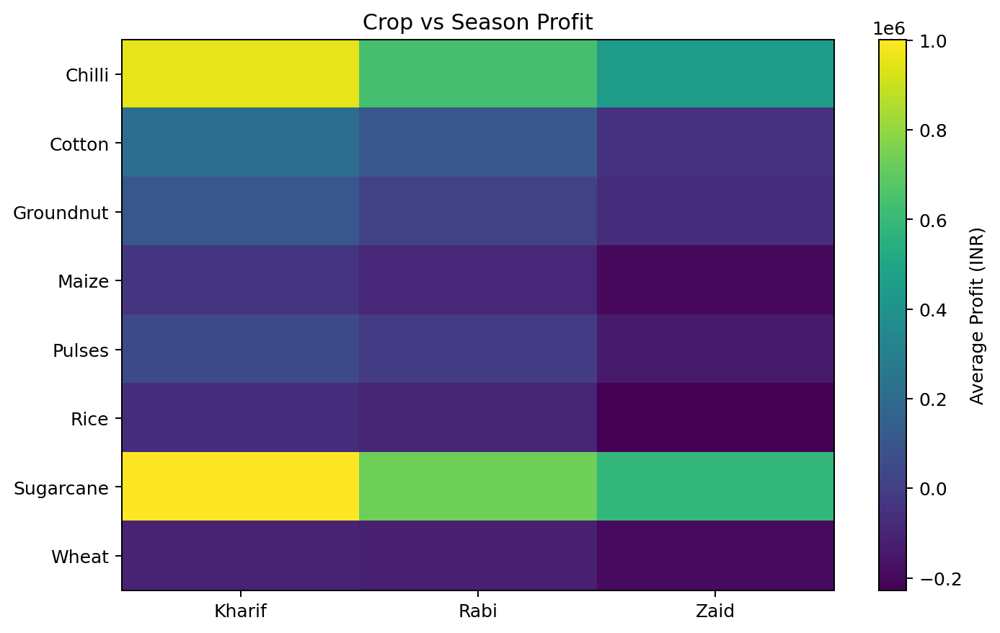 Crop vs Season Profit
1e6
Chilli
Cotton
Groundnut
Maize
Pulses
Rice
Sugarcane
Wheat
Kharif
Rabi
Zaid
1.0
0.8
0.6
0.4
0.2
0.0
−0.2
Average Profit (INR)